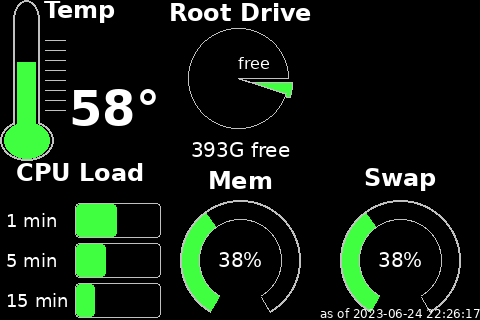 Temp
58°
Root Drive
free
393G free
CPU Load
1 min
5 min
15 min
Mem
38%
Swap
38%
as of 2023-06-24 22:26:17